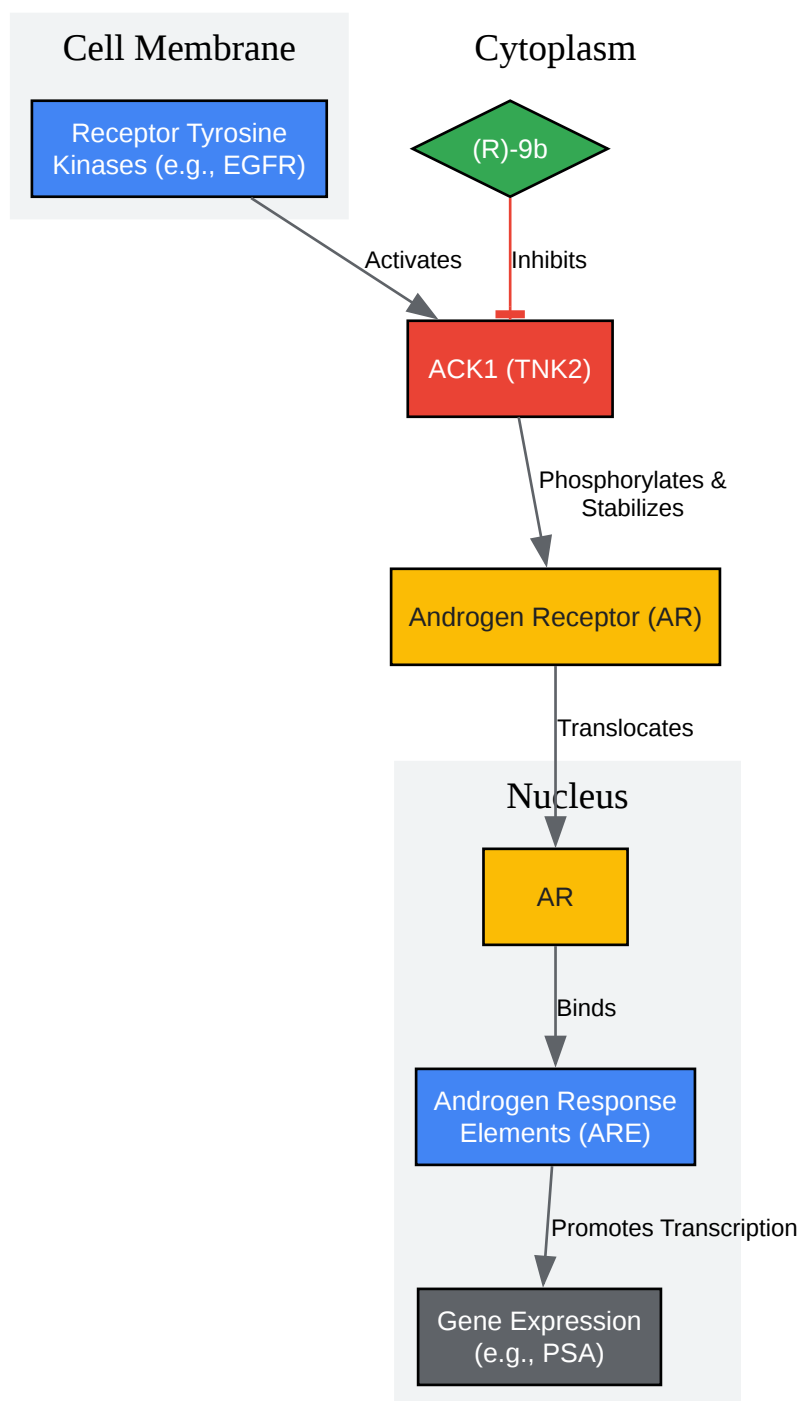 Cell Membrane
Cytoplasm
Receptor Tyrosine
Kinases (e.g., EGFR)
(R)-9b
Activates
Inhibits
ACK1 (TNK2)
Phosphorylates &
Stabilizes
Androgen Receptor (AR)
Translocates
Nucleus
AR
Binds
Androgen Response
Elements (ARE)
Promotes Transcription
Gene Expression
(e.g., PSA)